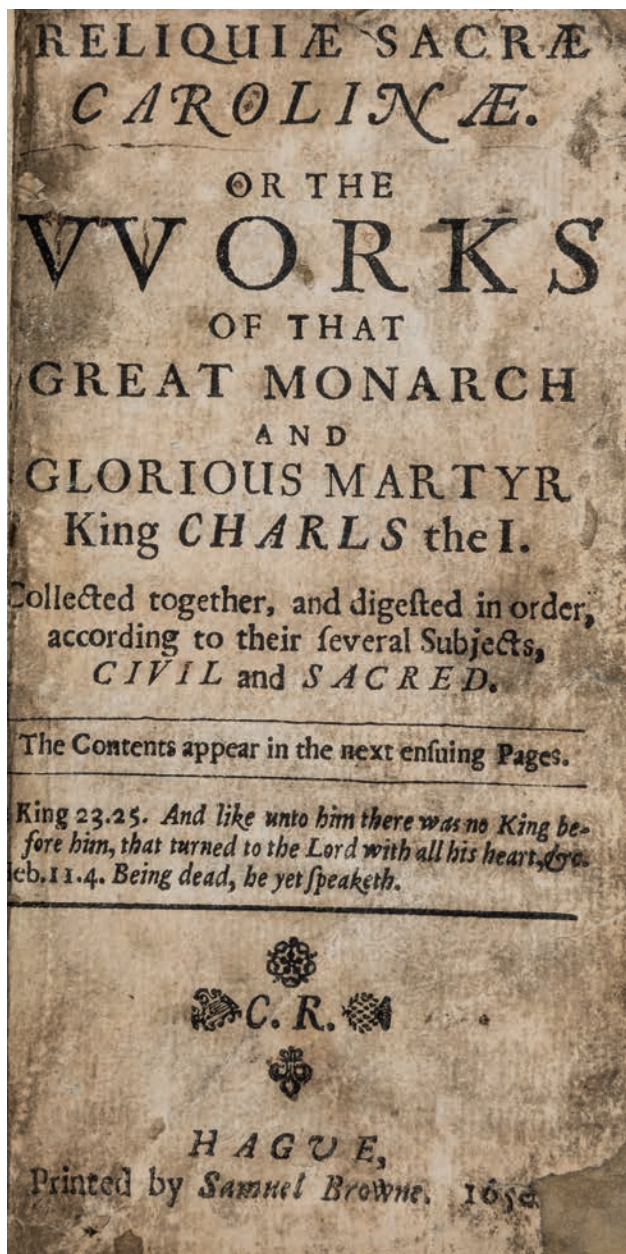 RELIQUIÆ SACRÆ
CAROLINÆ.
OR THE
VVORKS
OF THAT
GREAT MONARCH
AND
GLORIOUS MARTYR
King CHARLS the I.
Collected together, and digeſted in order,
according to their ſeveral Subjects,
CIVIL and SACRED.
The Contents appear in the next enſuing Pages.
King 23.25. And like unto him there was no King be-
fore him, that turned to the Lord with all his heart, &c.
eb. 11.4. Being dead, he yet ſpeaketh.
C. R.
HAGVE,
Printed by Samuel Browne.